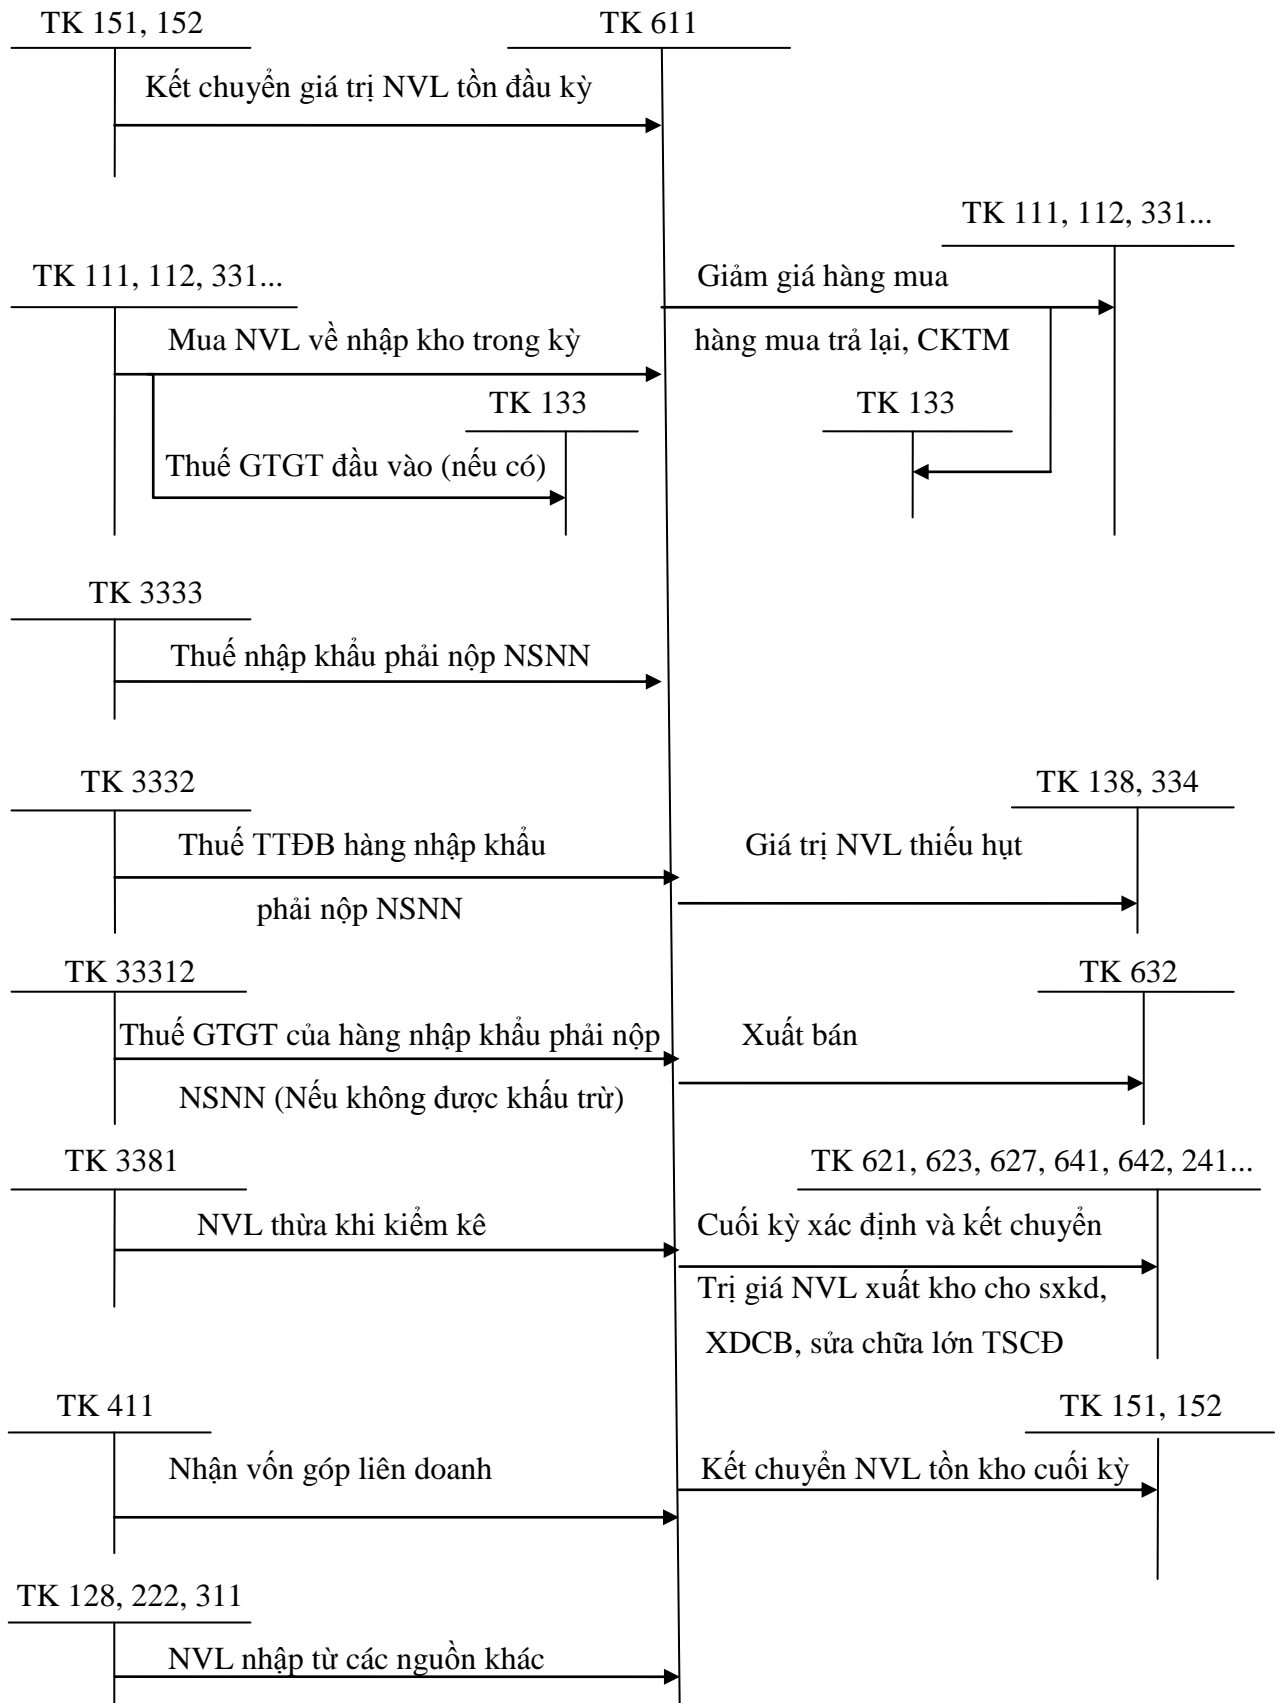 TK 151, 152
TK 611
Kết chuyển giá trị NVL tồn đầu kỳ
TK 111, 112, 331...
TK 111, 112, 331...
Giảm giá hàng mua
Mua NVL về nhập kho trong kỳ
hàng mua trả lại, CKTM
TK 133
TK 133
Thuế GTGT đầu vào (nếu có)
TK 3333
Thuế nhập khẩu phải nộp NSNN
TK 3332
TK 138, 334
Thuế TTĐB hàng nhập khẩu
Giá trị NVL thiếu hụt
phải nộp NSNN
TK 33312
TK 632
Thuế GTGT của hàng nhập khẩu phải nộp
Xuất bán
NSNN (Nếu không được khấu trừ)
TK 3381
TK 621, 623, 627, 641, 642, 241...
NVL thừa khi kiểm kê
Cuối kỳ xác định và kết chuyển
Trị giá NVL xuất kho cho sxkd,
XDCB, sửa chữa lớn TSCĐ
TK 411
TK 151, 152
Nhận vốn góp liên doanh
Kết chuyển NVL tồn kho cuối kỳ
TK 128, 222, 311
NVL nhập từ các nguồn khác